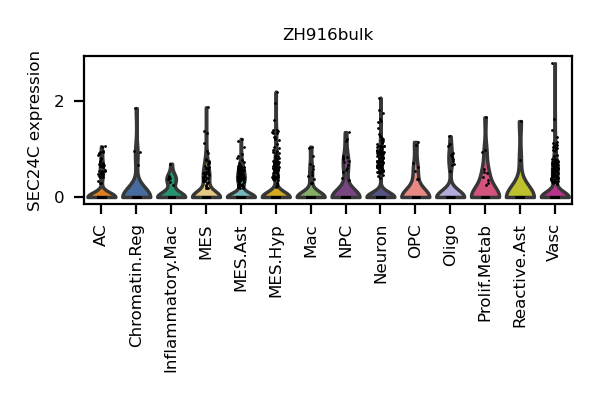 ZH916bulk
SEC24C expression
2
0
AC
Chromatin.Reg
Inflammatory.Mac
MES
MES.Ast
MES.Hyp
Mac
NPC
Neuron
OPC
Oligo
Prolif.Metab
Reactive.Ast
Vasc